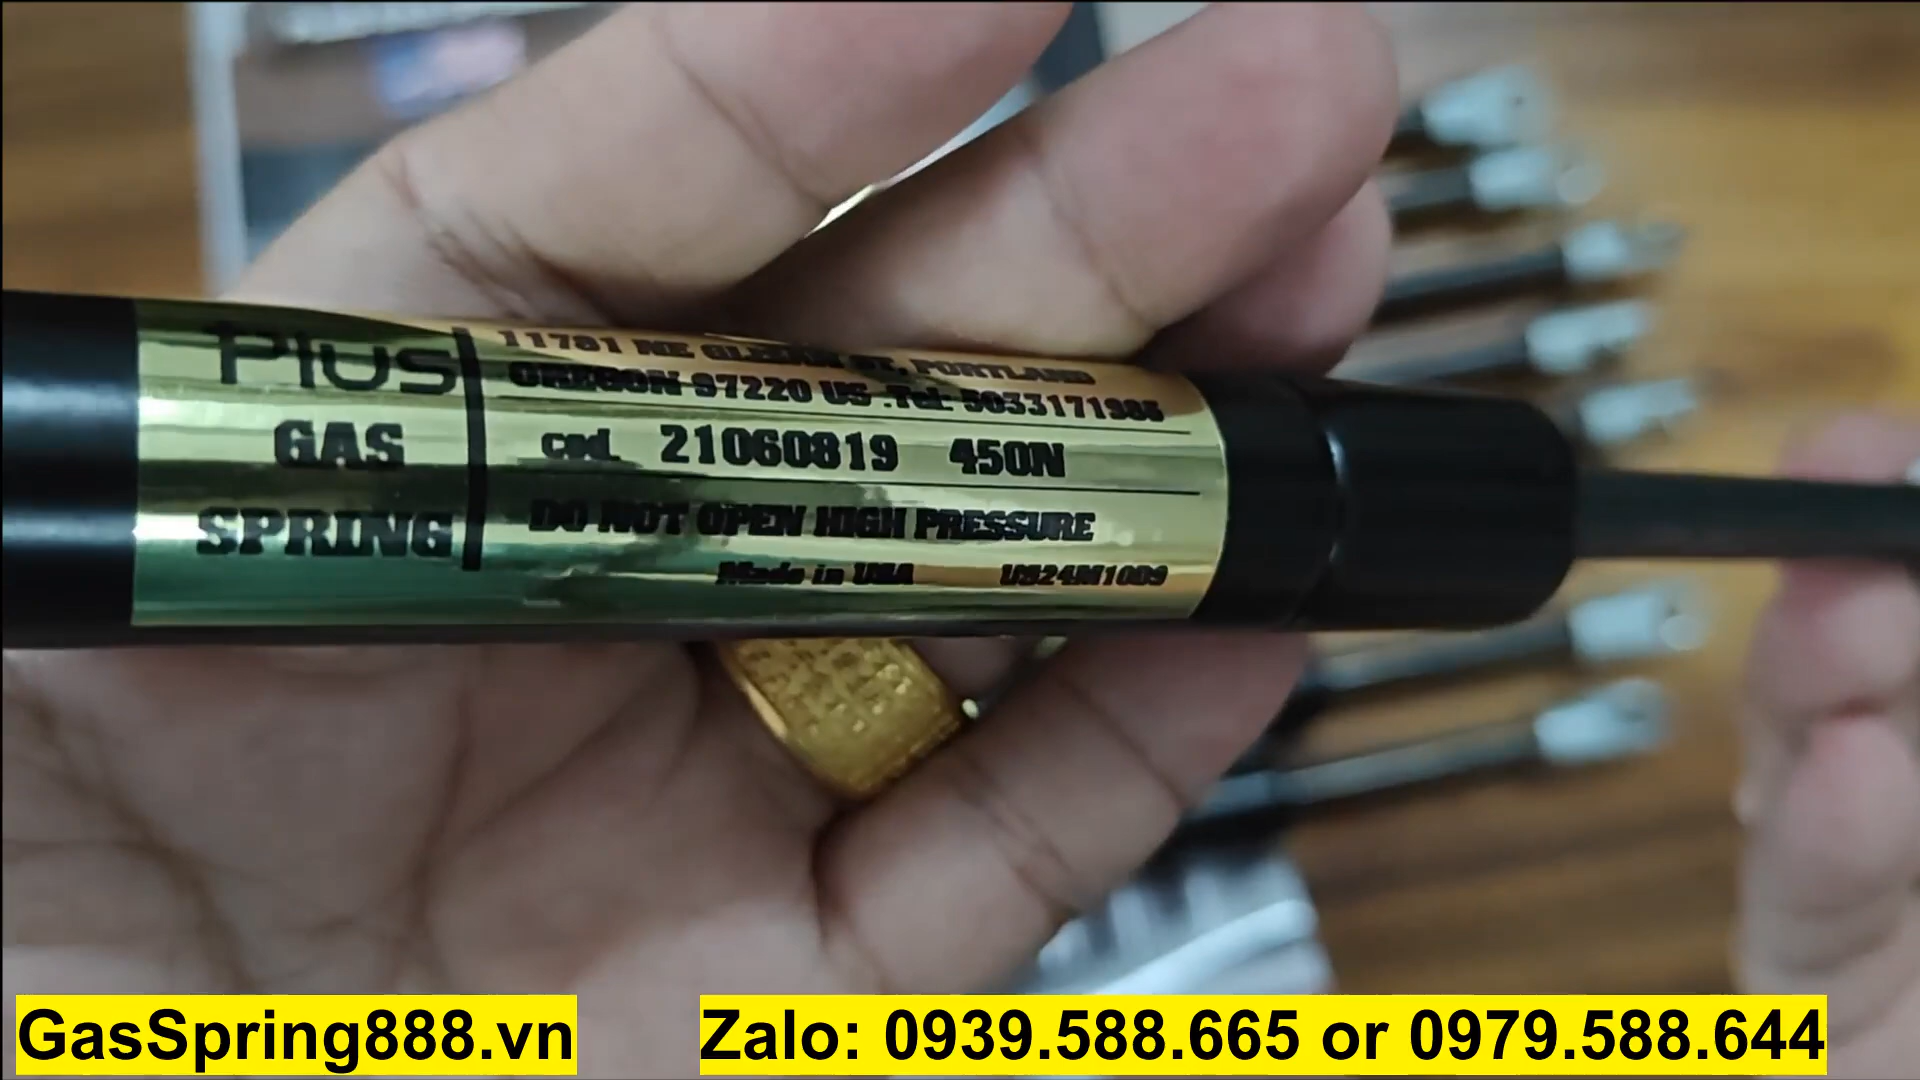 Plus
GAS
SPRING
11781 NE ST, PORTLAND
OREGON 97220 US .Tel: 5033171985
cod. 21060819 450N
DO NOT OPEN HIGH PRESSURE
Made in USA US24M1009
GasSpring888.vn
Zalo: 0939.588.665 or 0979.588.644